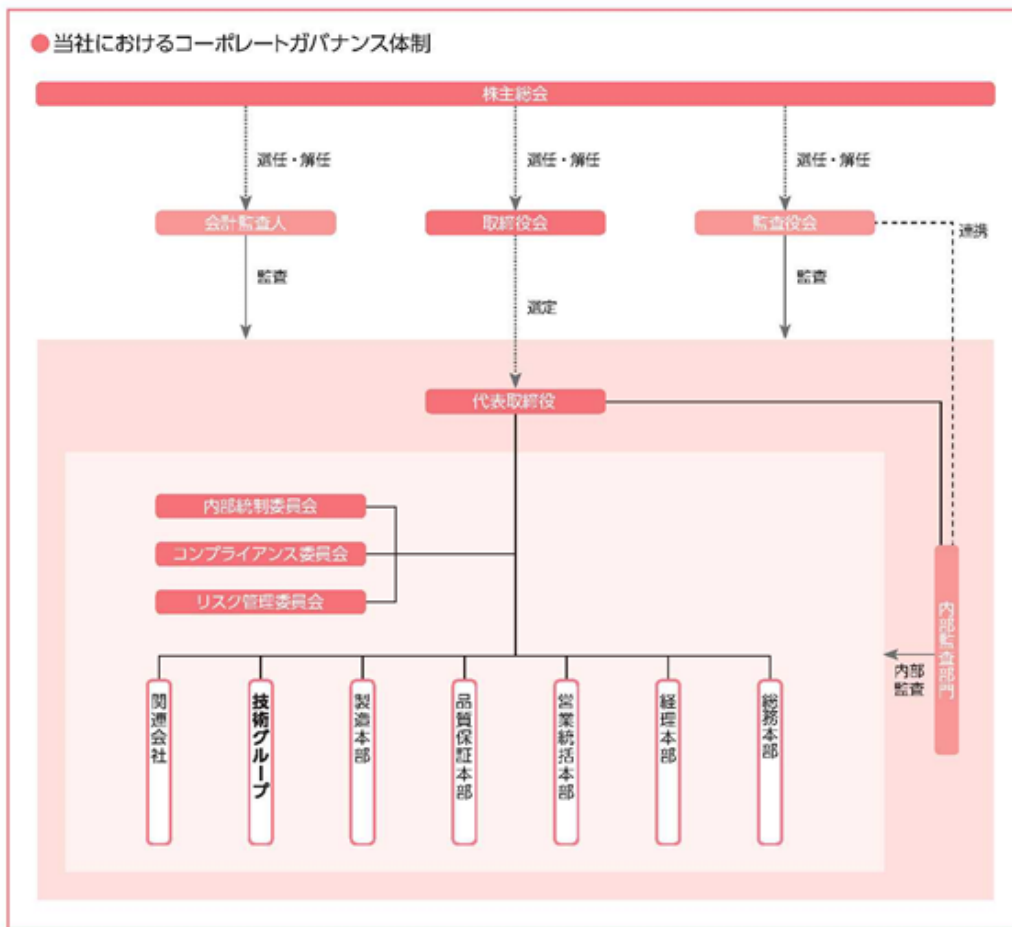 ●当社におけるコーポレートガバナンス体制
株主総会
選任・解任
選任・解任
選任・解任
会計監査人
取締役会
監査役会
連携
監査
選定
監査
代表取締役
内部統制委員会
コンプライアンス委員会
リスク管理委員会
内部監査部門
内部
監査
関連会社
技術グループ
製造本部
品質保証本部
営業統括本部
経理本部
総務本部